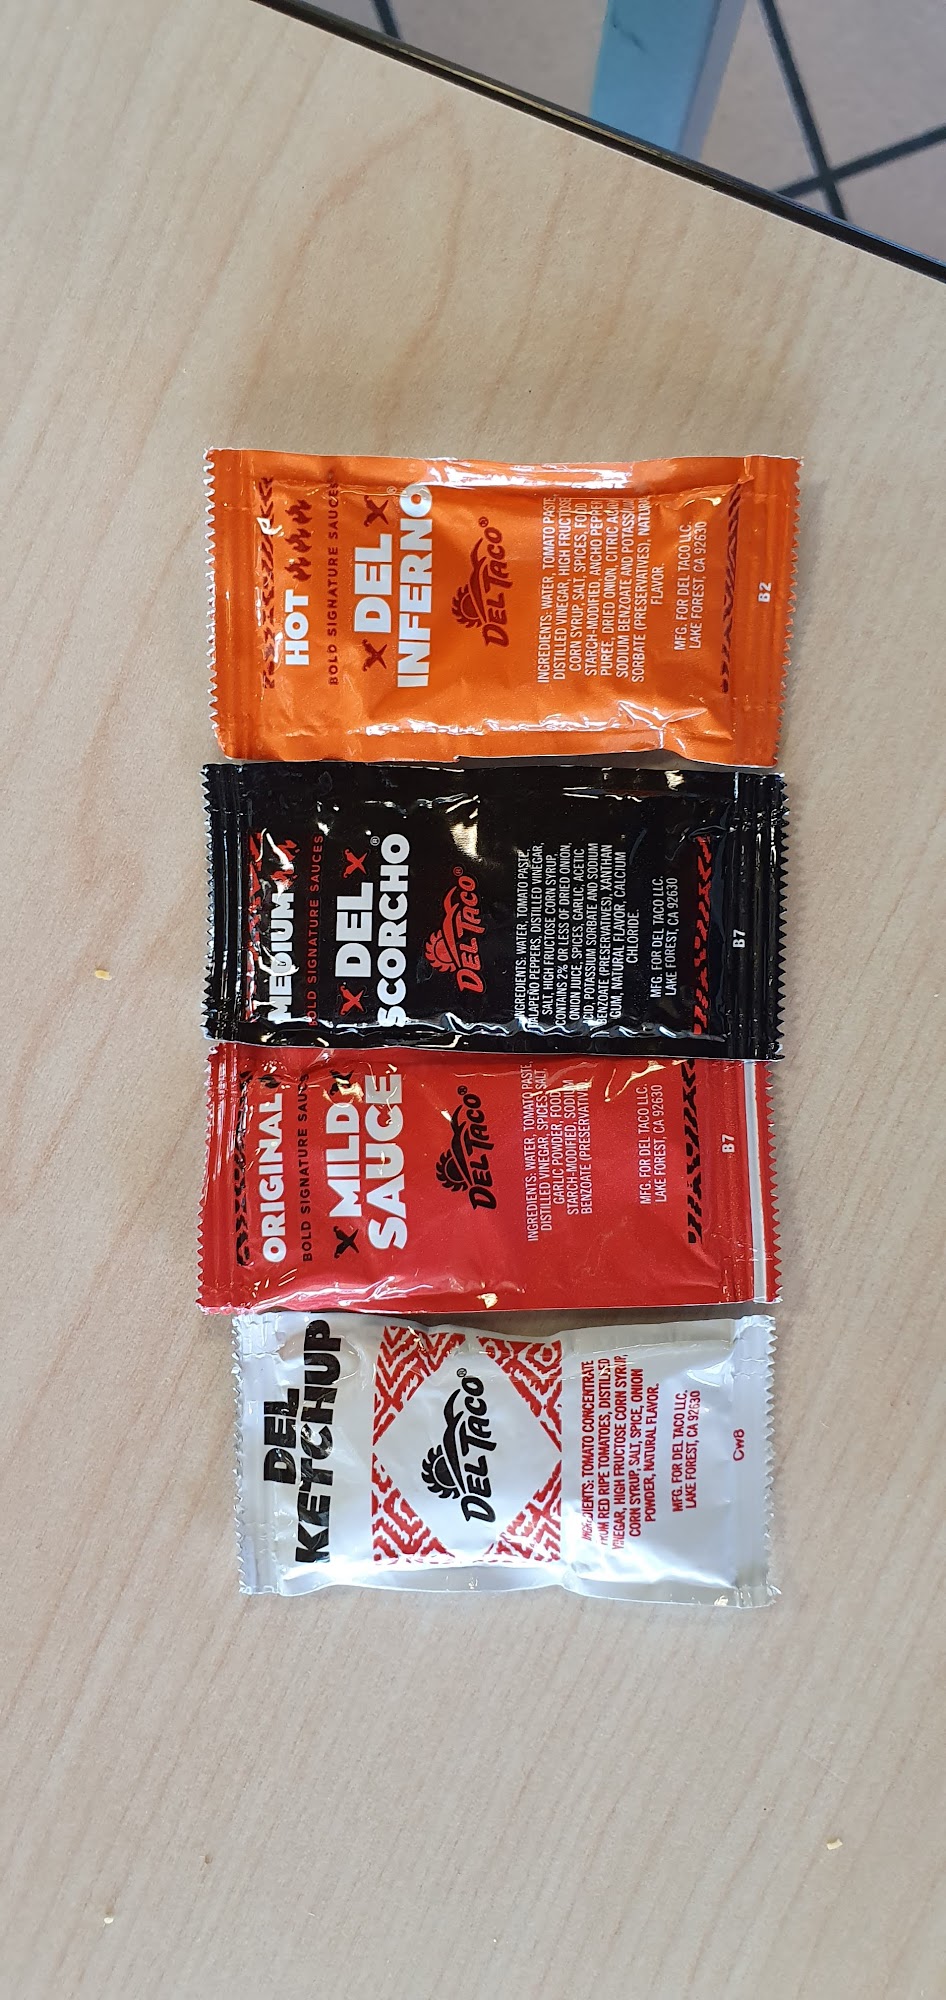 DEL
KETCHUP
DEL TACO®
INGREDIENTS: TOMATO CONCENTRATE
FROM RED RIPE TOMATOES, DISTILLED
VINEGAR, HIGH FRUCTOSE CORN SYRUP,
CORN SYRUP, SALT, SPICE, ONION
POWDER, NATURAL FLAVOR.
MFG. FOR DEL TACO LLC,
LAKE FOREST, CA 92630
CW8
ORIGINAL
BOLD SIGNATURE SAUCES
MILD
SAUCE
DEL TACO®
INGREDIENTS: WATER, TOMATO PASTE,
DISTILLED VINEGAR, SPICES, SALT,
GARLIC POWDER, FOOD
STARCH-MODIFIED, SODIUM
BENZOATE (PRESERVATIVE)
MFG. FOR DEL TACO LLC.
LAKE FOREST, CA 92630
B7
MEDIUM
BOLD SIGNATURE SAUCES
DEL
SCORCHO®
DEL TACO®
INGREDIENTS: WATER, TOMATO PASTE,
JALAPEÑO PEPPERS, DISTILLED VINEGAR,
SALT, HIGH FRUCTOSE CORN SYRUP,
CONTAINS 2% OR LESS OF DRIED ONION,
ONION JUICE, SPICES, GARLIC, ACETIC
ACID, POTASSIUM SORBATE AND SODIUM
BENZOATE (PRESERVATIVES), XANTHAN
GUM, NATURAL FLAVOR, CALCIUM
CHLORIDE.
MFG. FOR DEL TACO LLC.
LAKE FOREST, CA 92630
B7
HOT
BOLD SIGNATURE SAUCES
DEL
INFERNO®
DEL TACO®
INGREDIENTS: WATER, TOMATO PASTE,
DISTILLED VINEGAR, HIGH FRUCTOSE
CORN SYRUP, SALT, SPICES, FOOD
STARCH-MODIFIED, ANCHO PEPPER
PUREE, DRIED ONION, CITRIC ACID,
SODIUM BENZOATE AND POTASSIUM
SORBATE (PRESERVATIVES), NATURAL
FLAVOR.
MFG. FOR DEL TACO LLC.
LAKE FOREST, CA 92630
B2